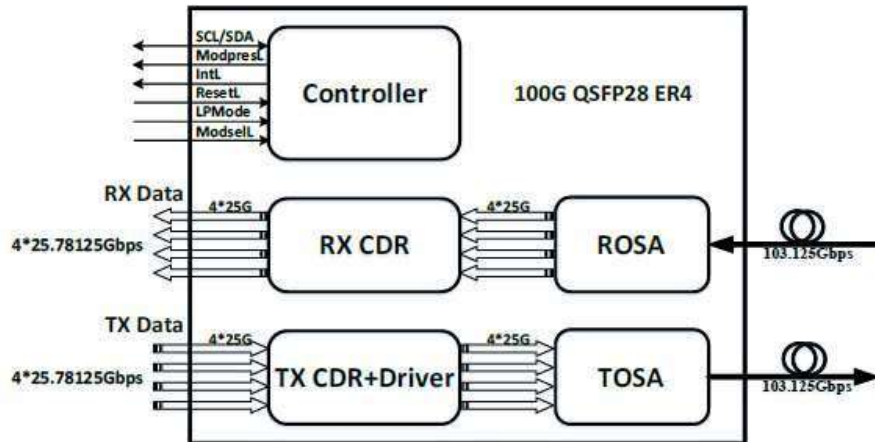 SCL/SDA
ModpresL
IntL
ResetL
LPMode
ModselL
Controller
100G QSFP28 ER4
RX Data
4*25G
4*25G
4*25.78125Gbps
RX CDR
ROSA
103.125Gbps
TX Data
4*25G
4*25G
4*25.78125Gbps
TX CDR+Driver
TOSA
103.125Gbps